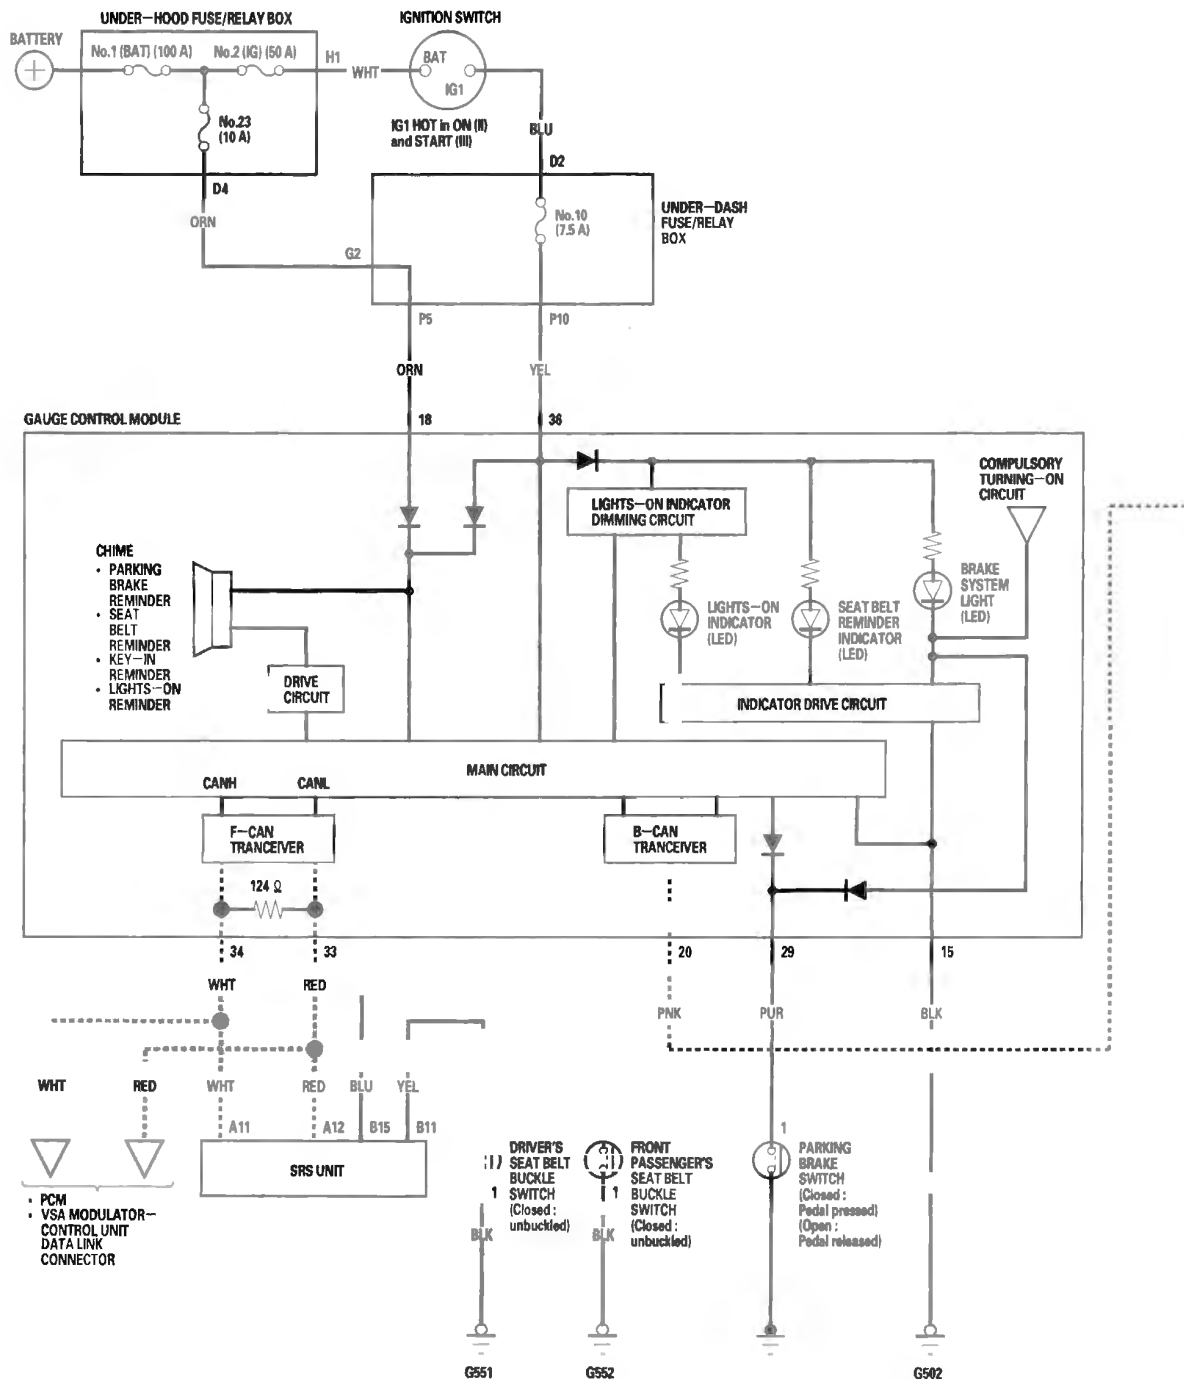 UNDER-HOOD FUSE/RELAY BOX
IGNITION SWITCH
BATTERY
No.1 (BAT) (100 A)
No.2 (IG) (50 A)
H1
WHT
BAT
IG1
No.23
(10 A)
IG1 HOT in ON (II)
and START (III)
BLU
D4
D2
ORN
No.10
(7.5 A)
UNDER-DASH
FUSE/RELAY
BOX
G2
P5
P10
ORN
YEL
GAUGE CONTROL MODULE
18
36
COMPULSORY
TURNING-ON
CIRCUIT
LIGHTS-ON INDICATOR
DIMMING CIRCUIT
CHIME
• PARKING
BRAKE
REMINDER
• SEAT
BELT
REMINDER
• KEY-IN
REMINDER
• LIGHTS-ON
REMINDER
LIGHTS-ON
INDICATOR
(LED)
SEAT BELT
REMINDER
INDICATOR
(LED)
BRAKE
SYSTEM
LIGHT
(LED)
DRIVE
CIRCUIT
INDICATOR DRIVE CIRCUIT
MAIN CIRCUIT
CANH
CANL
F-CAN
TRANCEIVER
B-CAN
TRANCEIVER
124 Ω
34
33
20
29
15
WHT
RED
PNK
PUR
BLK
WHT
RED
WHT
RED
BLU
YEL
A11
A12
B15
B11
SRS UNIT
• PCM
• VSA MODULATOR-
CONTROL UNIT
DATA LINK
CONNECTOR
DRIVER'S
SEAT BELT
BUCKLE
SWITCH
(Closed :
unbuckled)
1
BLK
FRONT
PASSENGER'S
SEAT BELT
BUCKLE
SWITCH
(Closed :
unbuckled)
1
BLK
1
PARKING
BRAKE
SWITCH
(Closed :
Pedal pressed)
(Open :
Pedal released)
G551
G552
G502